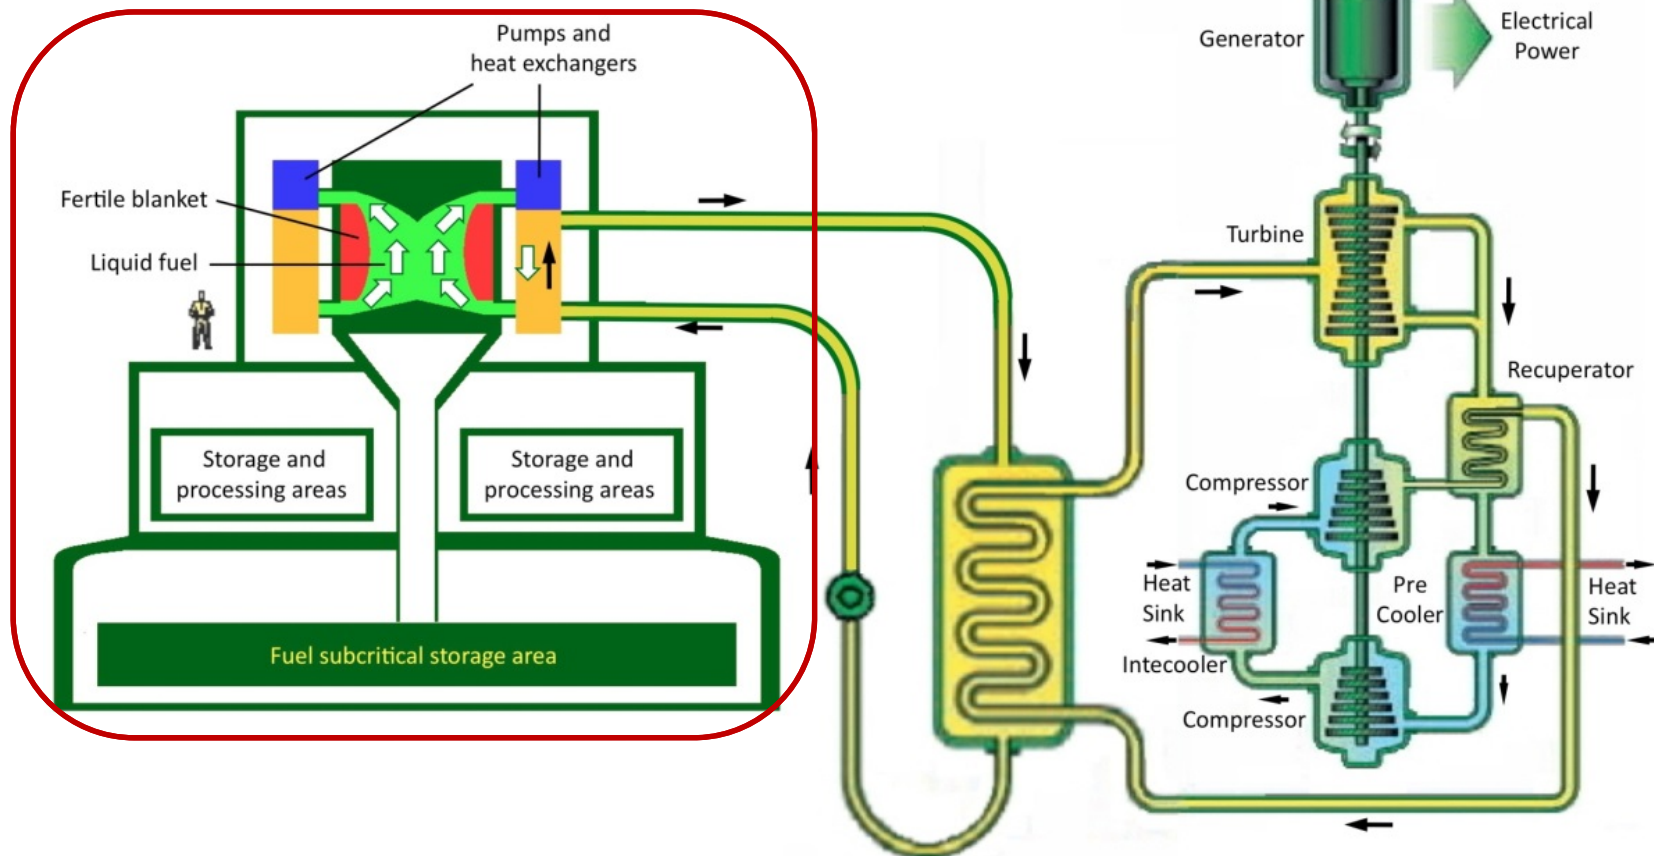 Pumps and
heat exchangers
Fertile blanket
Liquid fuel
Storage and
processing areas
Storage and
processing areas
Fuel subcritical storage area
Generator
Electrical
Power
Turbine
Recuperator
Compressor
Heat
Sink
Pre
Cooler
Heat
Sink
Intecooler
Compressor